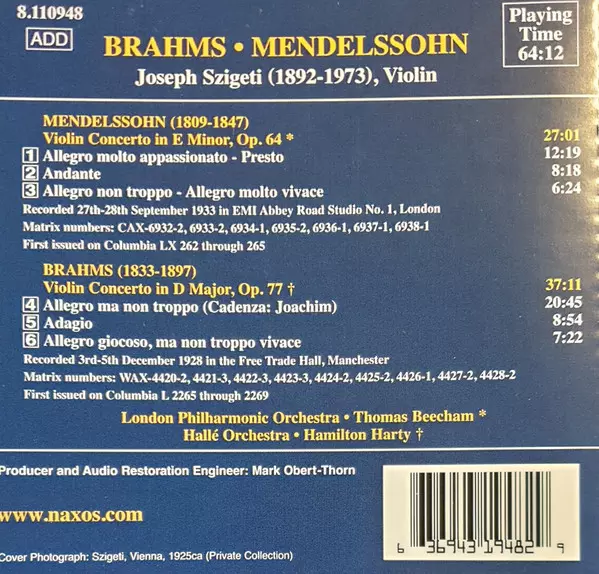 8.110948
ADD
BRAHMS • MENDELSSOHN
Joseph Szigeti (1892-1973), Violin
Playing
Time
64:12
MENDELSSOHN (1809-1847)
Violin Concerto in E Minor, Op. 64 * 27:01
1 Allegro molto appassionato - Presto 12:19
2 Andante 8:18
3 Allegro non troppo - Allegro molto vivace 6:24
Recorded 27th-28th September 1933 in EMI Abbey Road Studio No. 1, London
Matrix numbers: CAX-6932-2, 6933-2, 6934-1, 6935-2, 6936-1, 6937-1, 6938-1
First issued on Columbia LX 262 through 265
BRAHMS (1833-1897)
Violin Concerto in D Major, Op. 77 † 37:11
4 Allegro ma non troppo (Cadenza: Joachim) 20:45
5 Adagio 8:54
6 Allegro giocoso, ma non troppo vivace 7:22
Recorded 3rd-5th December 1928 in the Free Trade Hall, Manchester
Matrix numbers: WAX-4420-2, 4421-3, 4422-3, 4423-3, 4424-2, 4425-2, 4426-1, 4427-2, 4428-2
First issued on Columbia L 2265 through 2269
London Philharmonic Orchestra • Thomas Beecham *
Hallé Orchestra • Hamilton Harty †
Producer and Audio Restoration Engineer: Mark Obert-Thorn
www.naxos.com
6 36943 19482 9
Cover Photograph: Szigeti, Vienna, 1925ca (Private Collection)